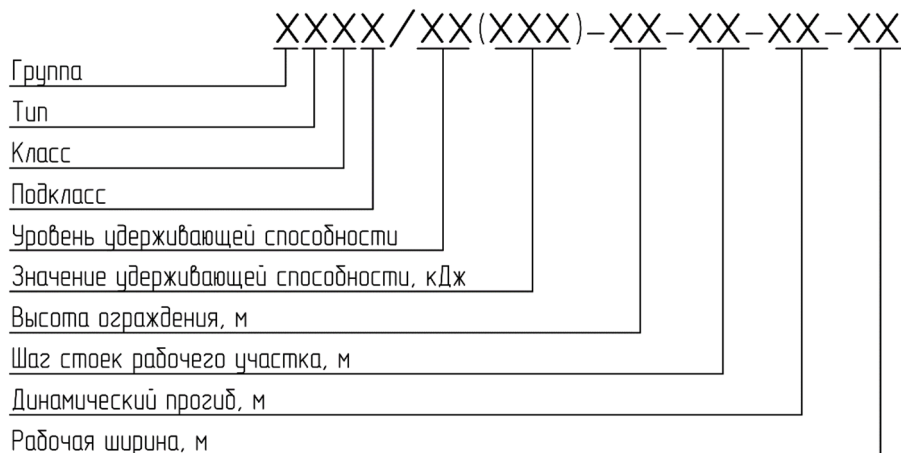 XXXX/XX(XXX)-XX-XX-XX-XX
Группа
Тип
Класс
Подкласс
Уровень удерживающей способности
Значение удерживающей способности, кДж
Высота ограждения, м
Шаг стоек рабочего участка, м
Динамический прогиб, м
Рабочая ширина, м